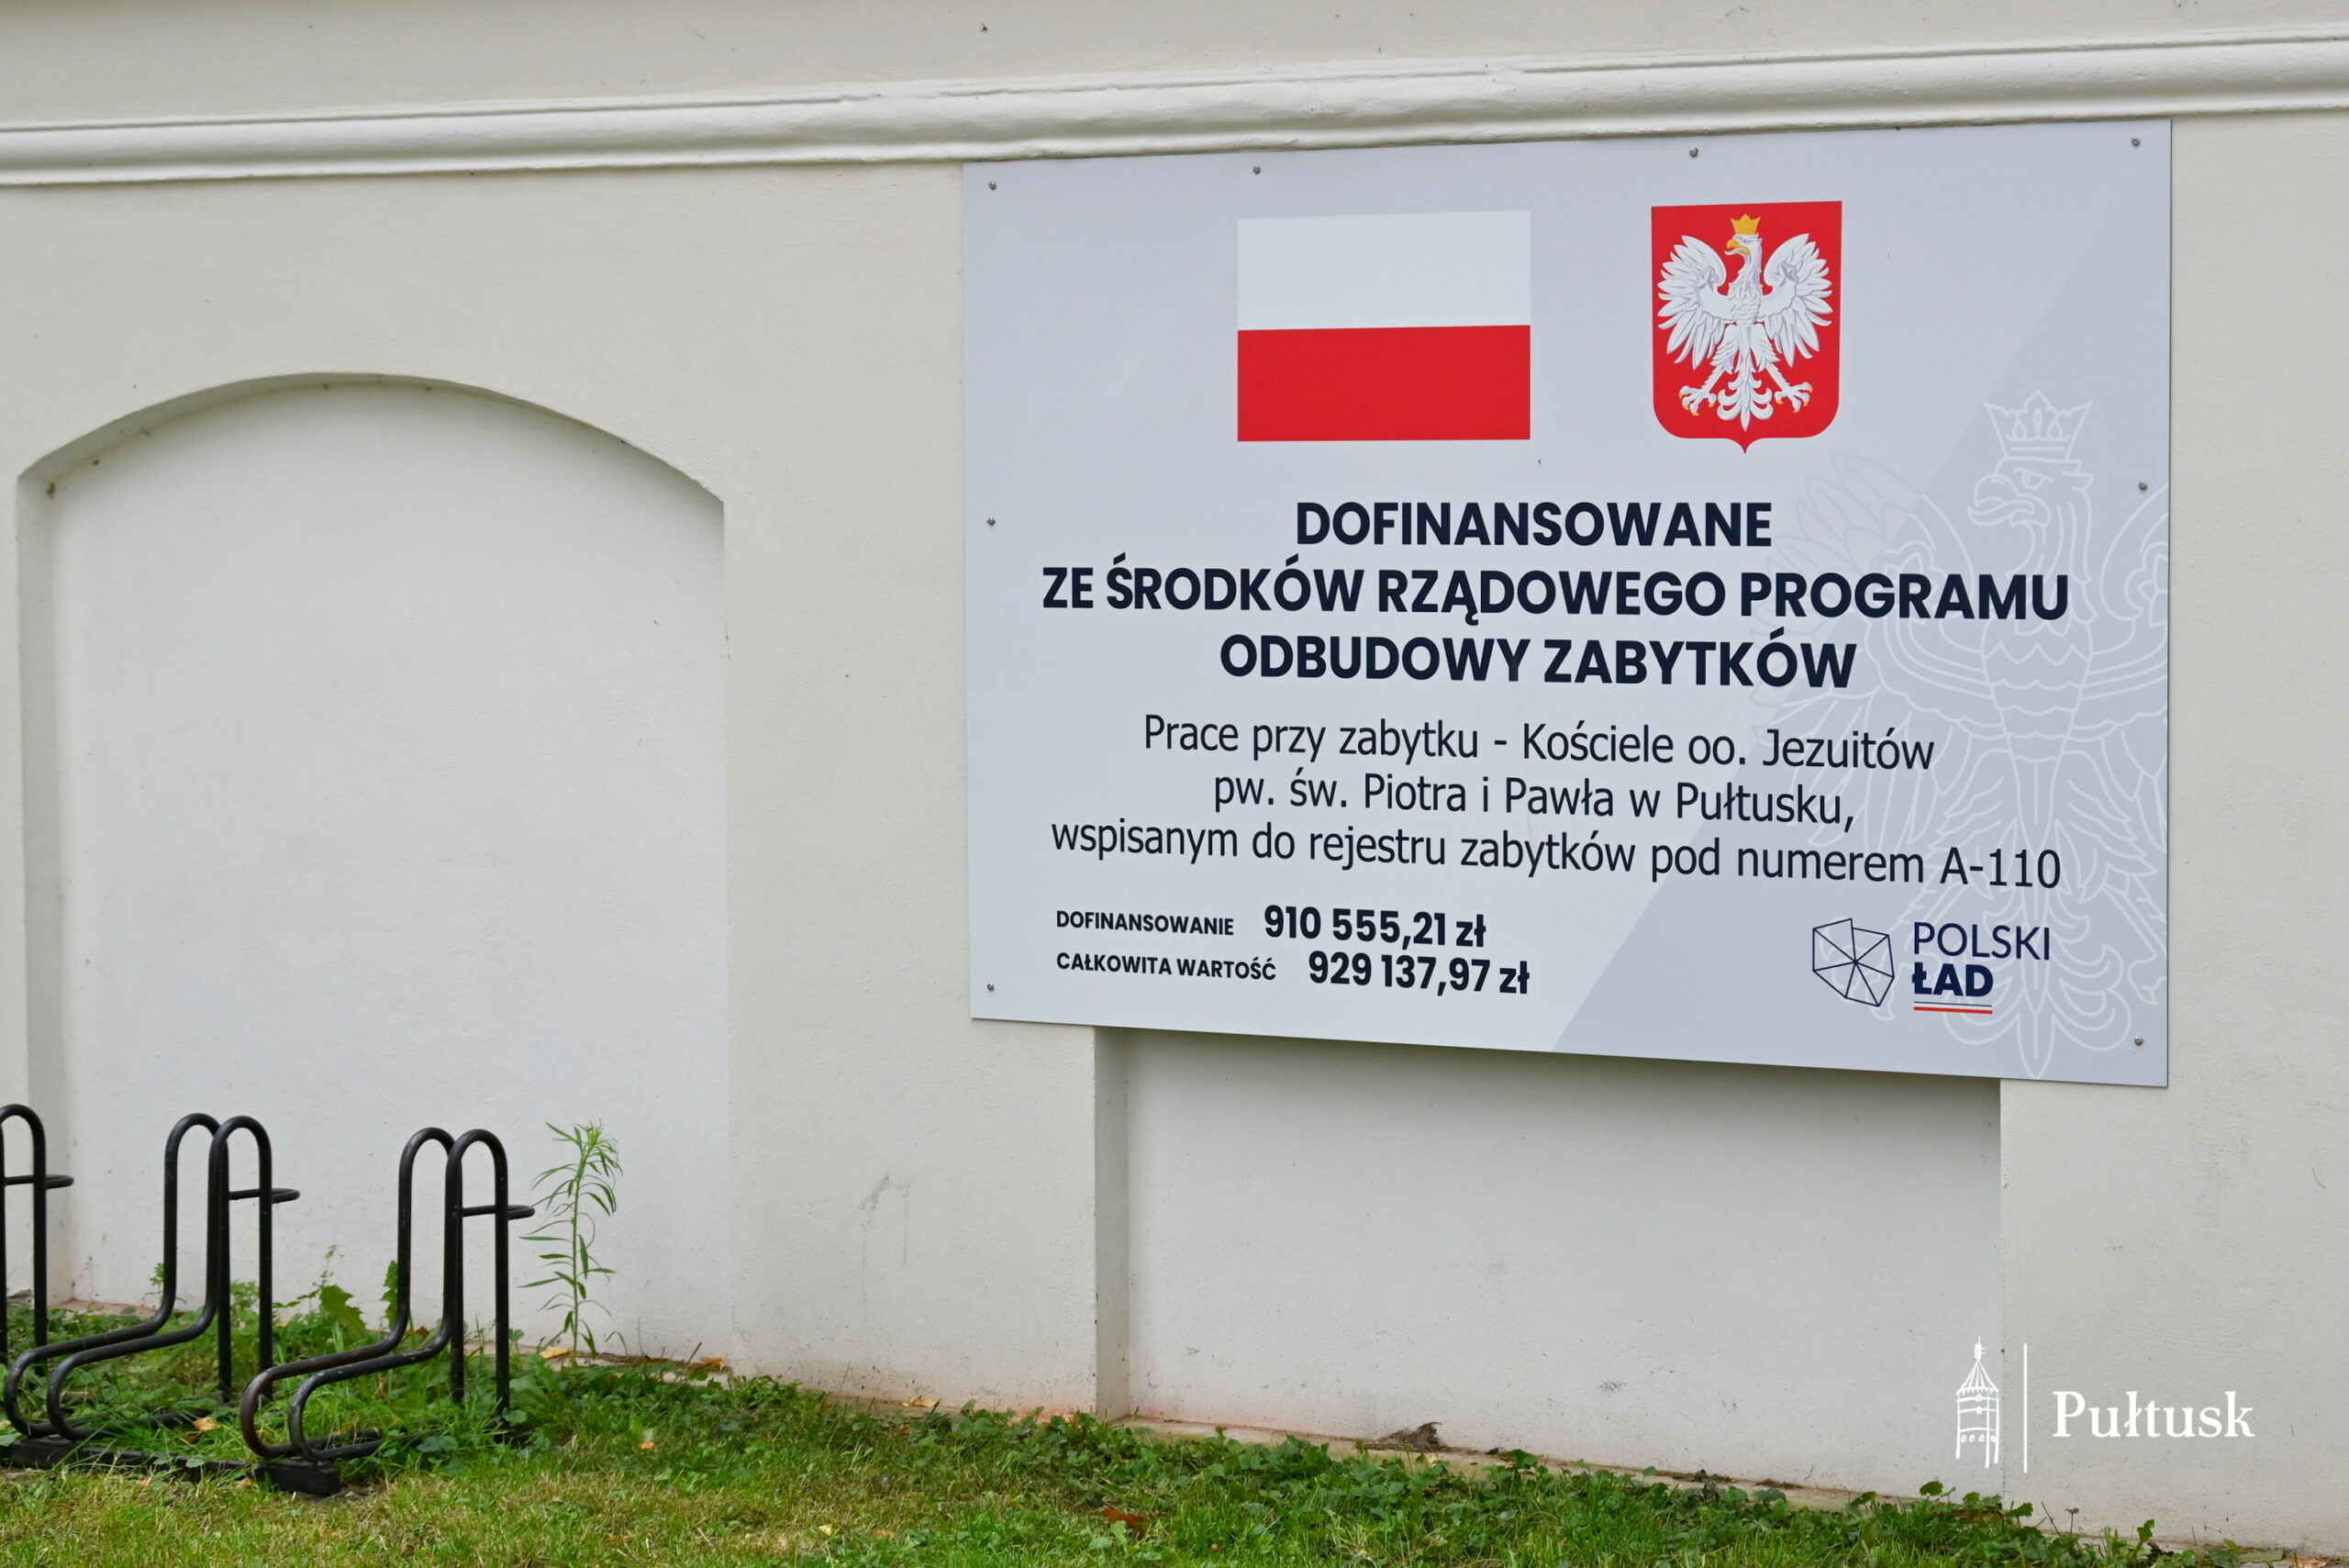 DOFINANSOWANE
ZE ŚRODKÓW RZĄDOWEGO PROGRAMU
ODBUDOWY ZABYTKÓW
Prace przy zabytku - Kościele oo. Jezuitów
pw. św. Piotra i Pawła w Pułtusku,
wspisanym do rejestru zabytków pod numerem A-110
DOFINANSOWANIE 910 555,21 zł
CAŁKOWITA WARTOŚĆ 929 137,97 zł
POLSKI
ŁAD
Pułtusk